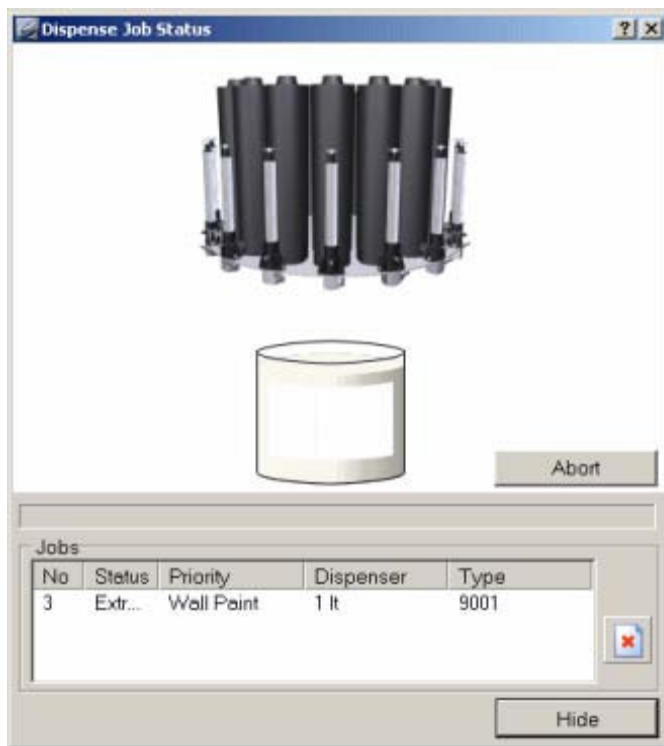 Dispense Job Status
Abort
Jobs
No Status Priority Dispenser Type
3 Extr... Wall Paint 1 lt 9001
Hide